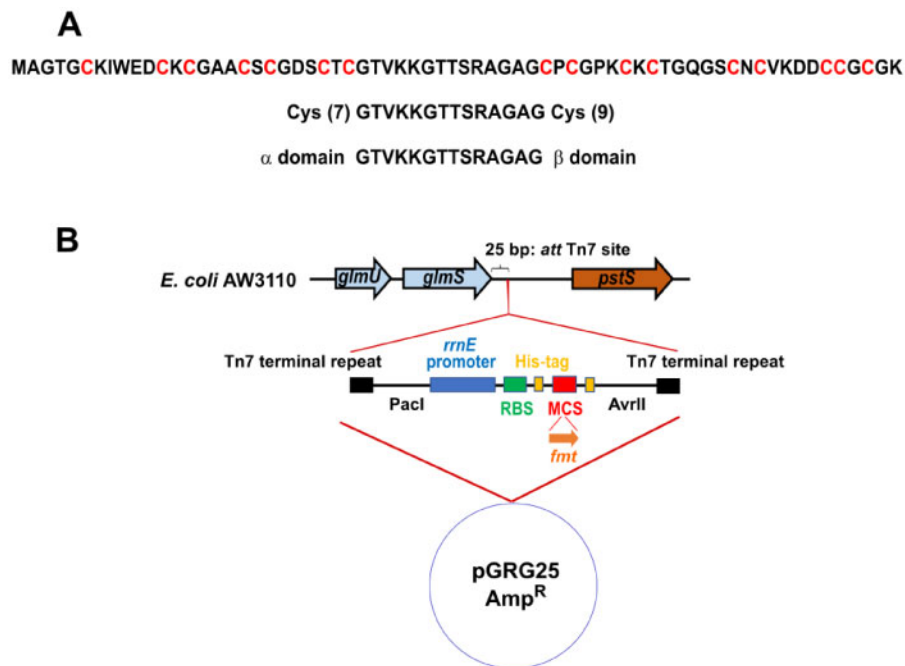 A
MAGTGCKIWEDCKCGAACSCGDSCTCGTVKKGTTSRAGAGCPCGPKCKCTGQGSCNCVKDDCCGCGK
Cys (7) GTVKKGTTSRAGAG Cys (9)
α domain GTVKKGTTSRAGAG β domain
B
25 bp: att Tn7 site
E. coli AW3110 glmU glmS pstS
Tn7 terminal repeat rrnE promoter His-tag Tn7 terminal repeat
PacI RBS MCS AvrII
fmt
pGRG25
Amp^R